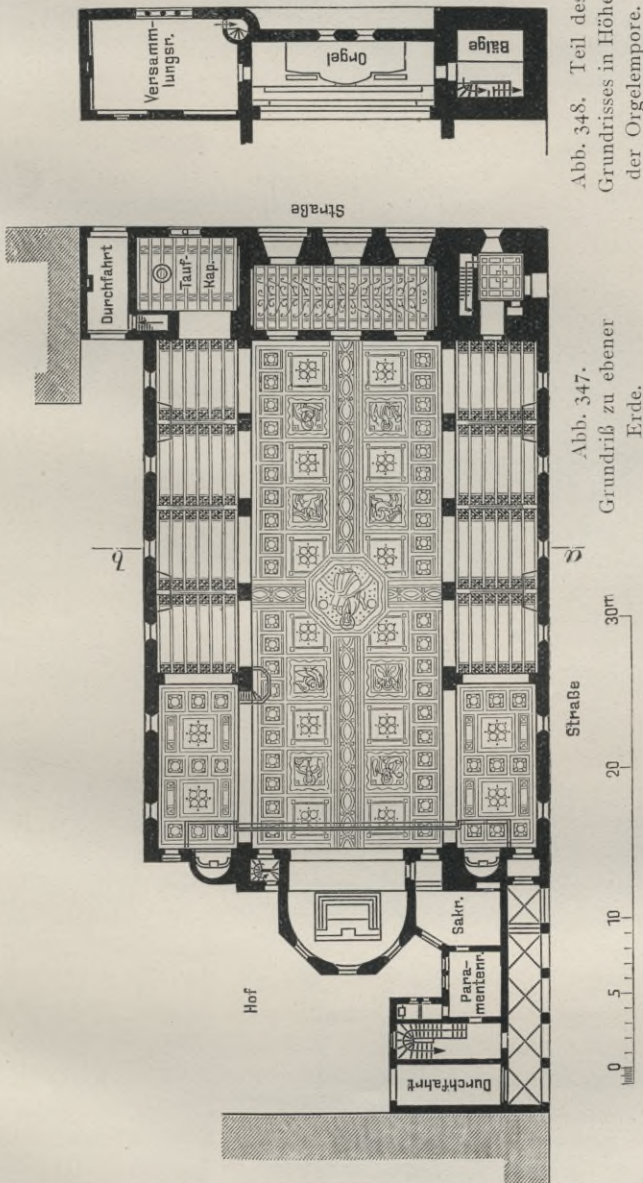 Versamm-
lungsr.
Orgel
Bälge
Abb. 348. Teil des
Grundrisses in Höhe
der Orgelempore.
Straße
Durchfahrt
Tauf-
Kap.
b
a
Abb. 347.
Grundriß zu ebener
Erde.
Straße
Hof
Sakr.
Para-
mentenr.
Durchfahrt
0 5 10 20 30m